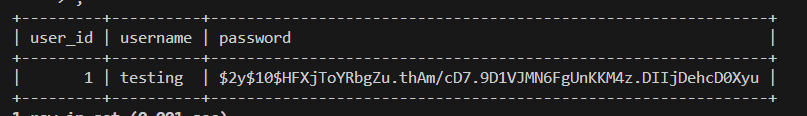 +---------+----------+--------------------------------------------------------------+
| user_id | username | password                                                     |
+---------+----------+--------------------------------------------------------------+
|       1 | testing  | $2y$10$HFXjToYRbgZu.thAm/cD7.9D1VJMN6FgUnKKM4z.DIIjDehcD0Xyu |
+---------+----------+--------------------------------------------------------------+